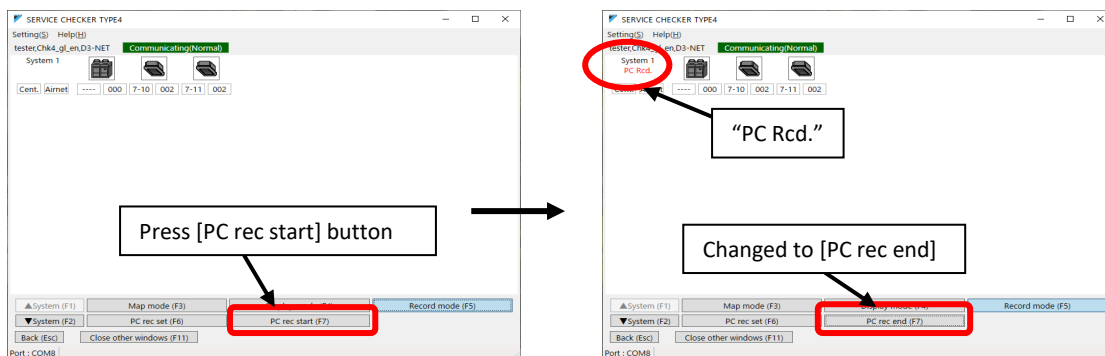 SERVICE CHECKER TYPE4
Setting(S) Help(H)
tester,Chk4_gl_en,D3-NET Communicating(Normal)
System 1
Cent. Airnet ---- 000 7-10 002 7-11 002
Press [PC rec start] button
▲System (F1) Map mode (F3) Record mode (F5)
▼System (F2) PC rec set (F6) PC rec start (F7)
Back (Esc) Close other windows (F11)
Port : COM8
SERVICE CHECKER TYPE4
Setting(S) Help(H)
tester,Chk4_gl_en,D3-NET Communicating(Normal)
System 1
PC Rcd.
---- 000 7-10 002 7-11 002
“PC Rcd.”
Changed to [PC rec end]
▲System (F1) Map mode (F3) Display mode (F4) Record mode (F5)
▼System (F2) PC rec set (F6) PC rec end (F7)
Back (Esc) Close other windows (F11)
Port : COM8